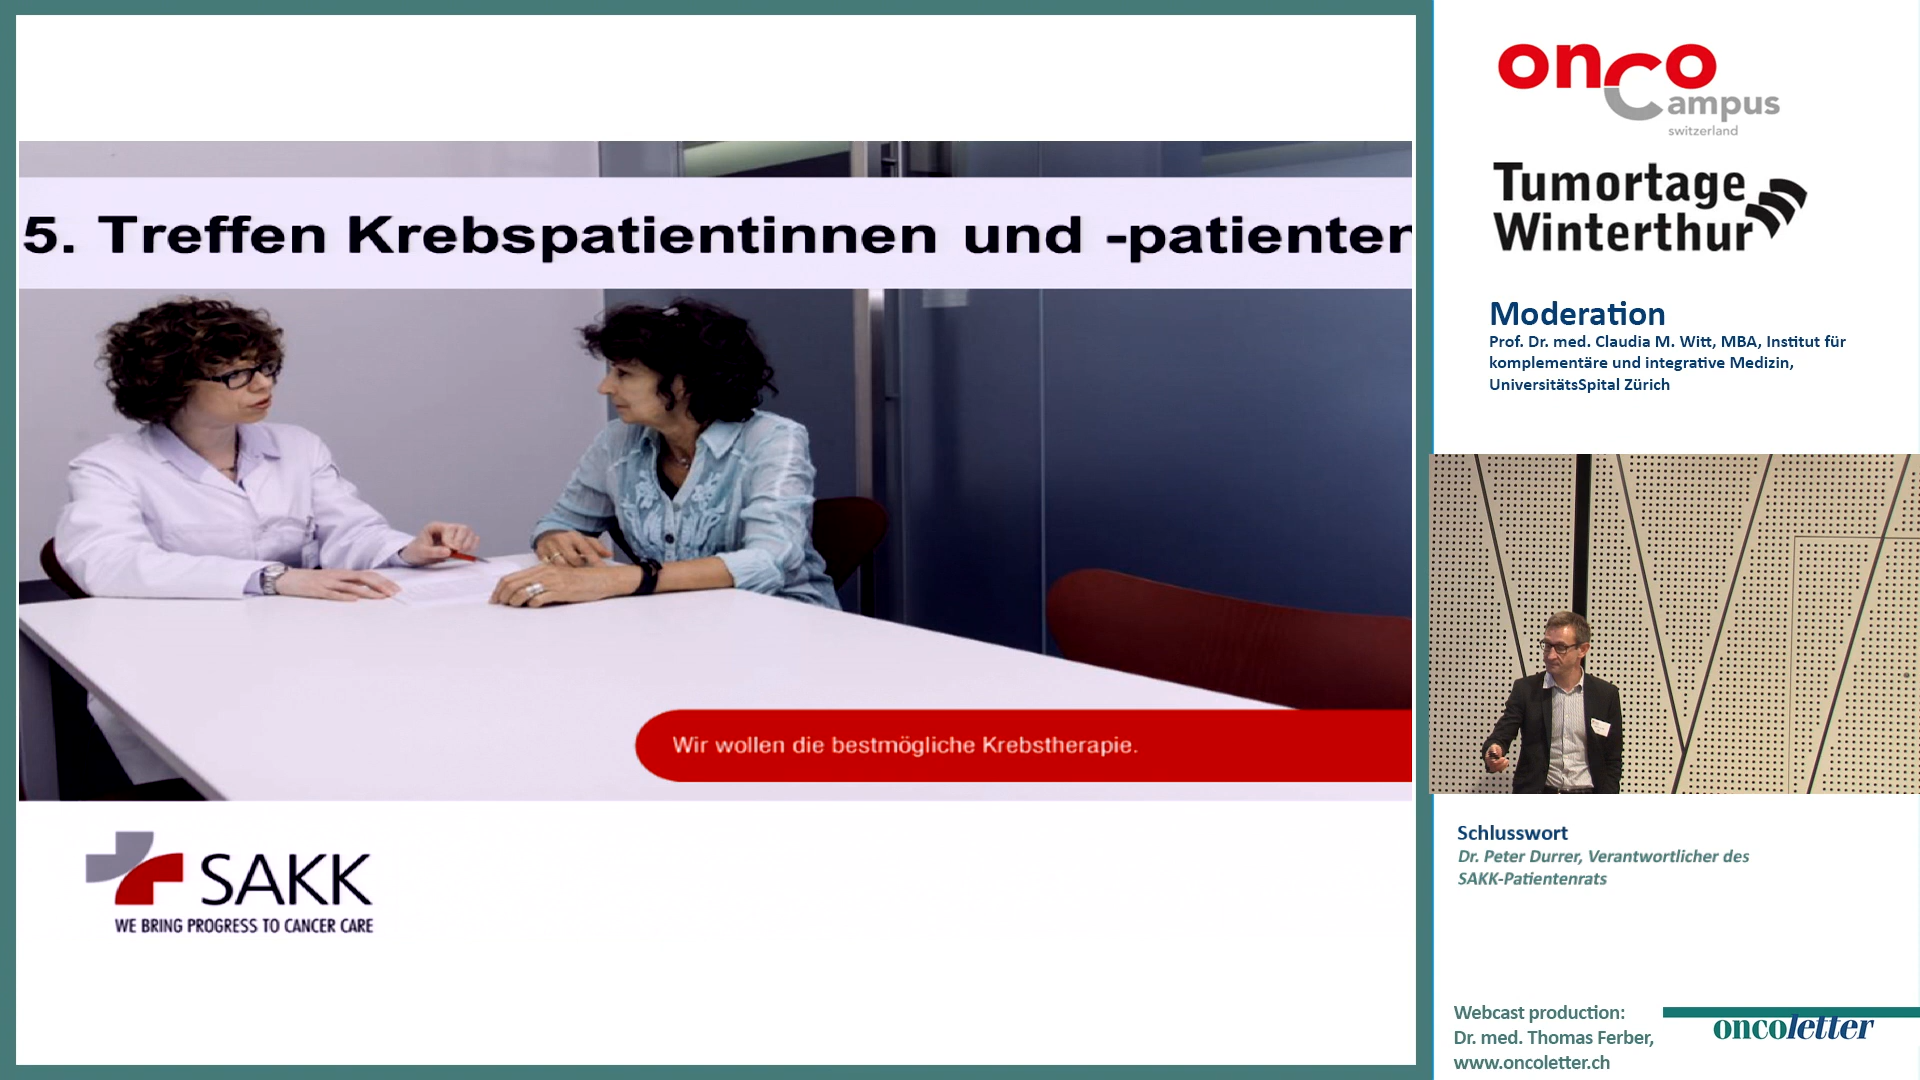 5. Treffen Krebspatientinnen und -patienten
Wir wollen die bestmögliche Krebstherapie.
SAKK
WE BRING PROGRESS TO CANCER CARE
onco
Campus
switzerland
Tumortage
Winterthur
Moderation
Prof. Dr. med. Claudia M. Witt, MBA, Institut für
komplementäre und integrative Medizin,
UniversitätsSpital Zürich
Schlusswort
Dr. Peter Durrer, Verantwortlicher des
SAKK-Patientenrats
Webcast production:
Dr. med. Thomas Ferber,
www.oncoletter.ch
oncoletter